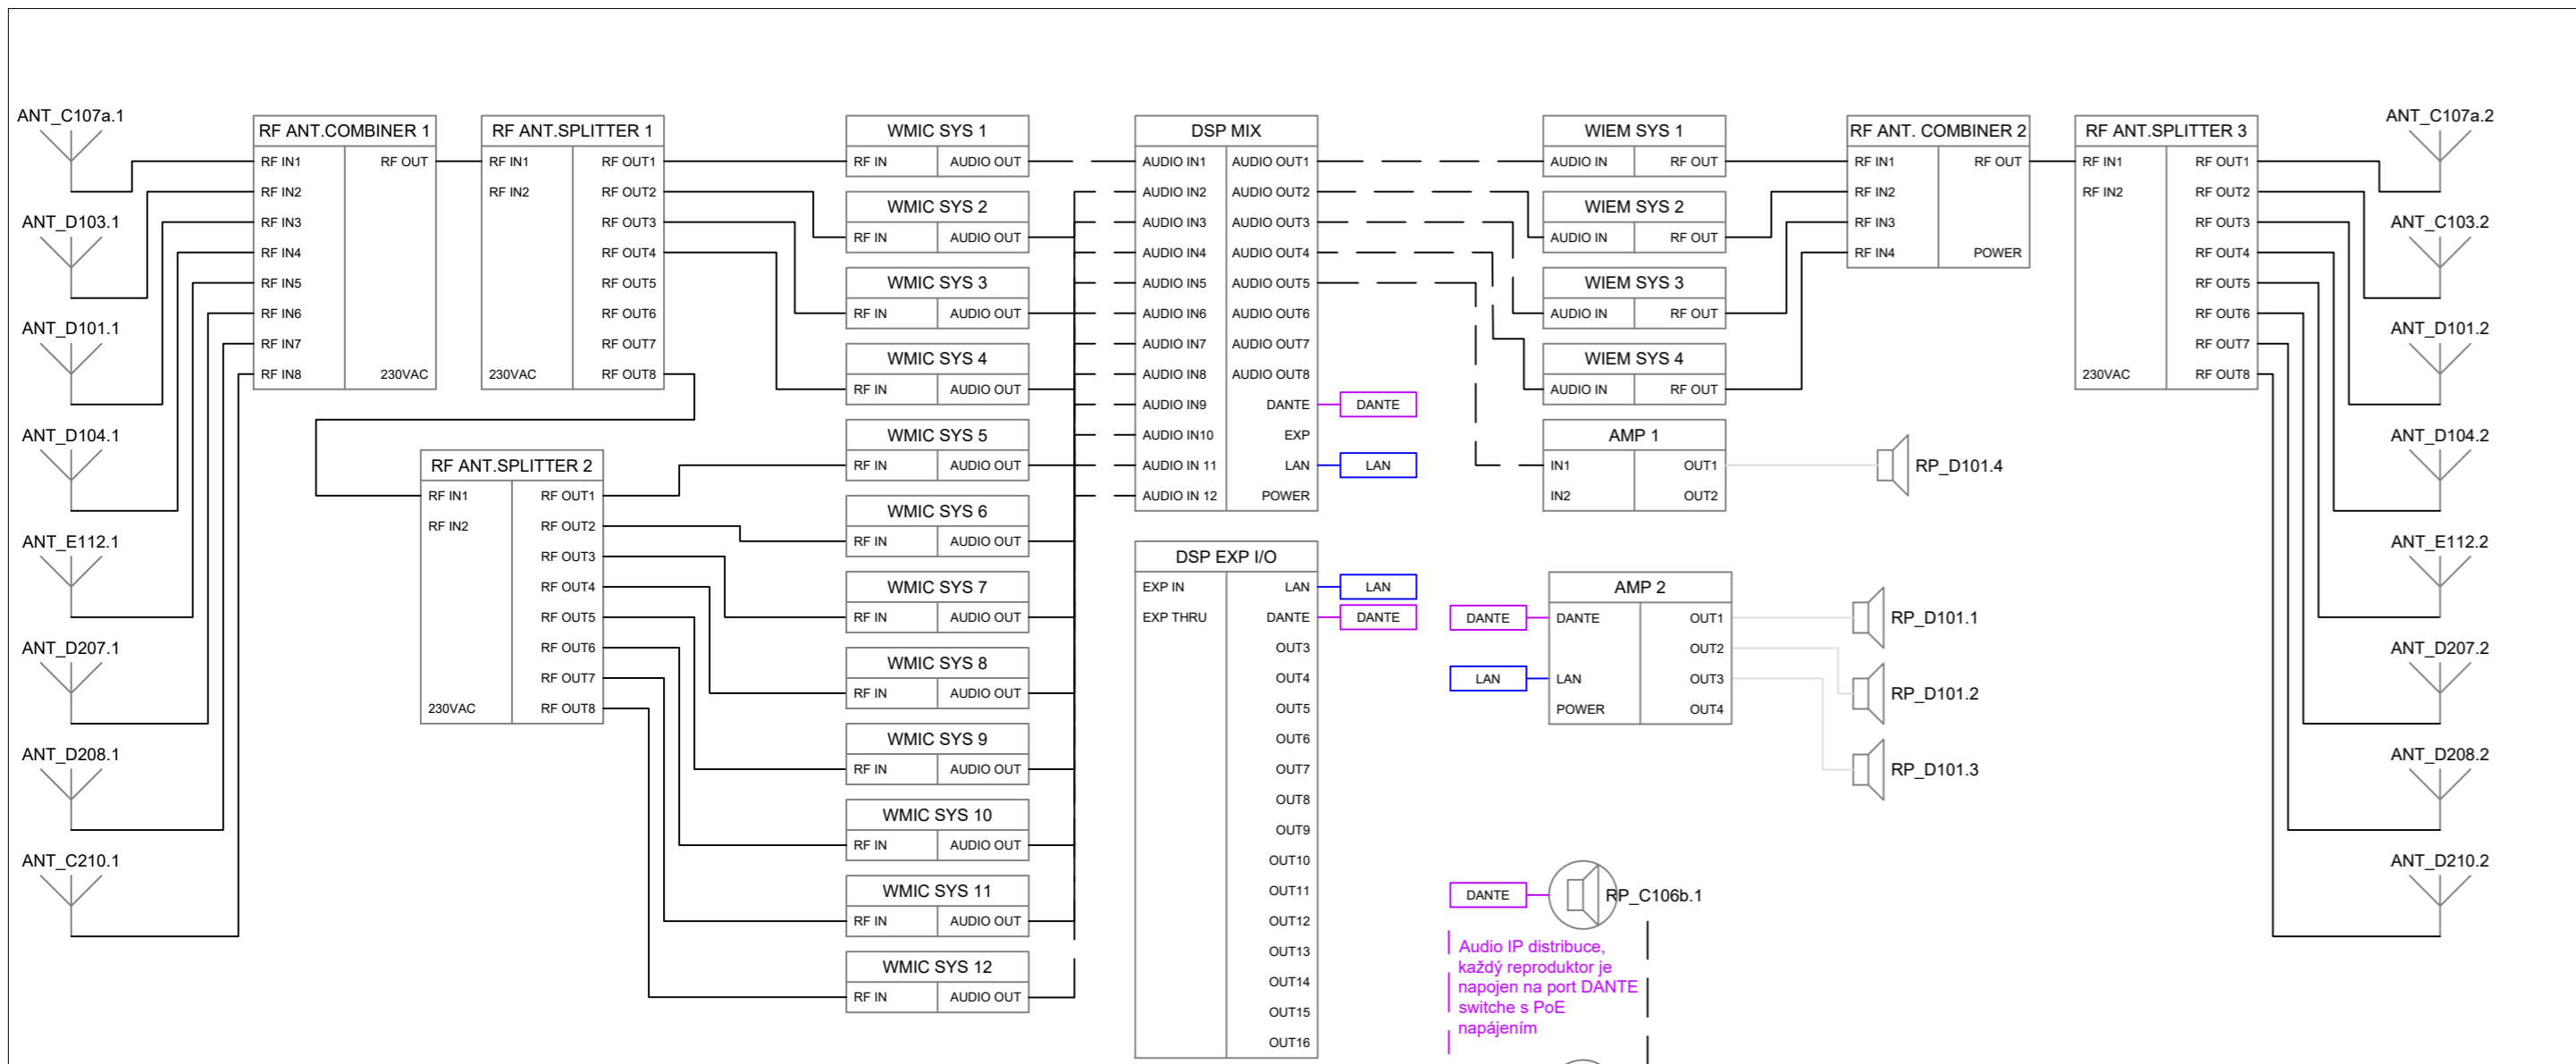 ANT_C107a.1
ANT_D103.1
ANT_D101.1
ANT_D104.1
ANT_E112.1
ANT_D207.1
ANT_D208.1
ANT_C210.1
RF ANT.COMBINER 1
RF IN1 RF OUT
RF IN2
RF IN3
RF IN4
RF IN5
RF IN6
RF IN7
RF IN8 230VAC
RF ANT.SPLITTER 1
RF IN1 RF OUT1
RF IN2 RF OUT2
RF OUT3
RF OUT4
RF OUT5
RF OUT6
RF OUT7
230VAC RF OUT8
RF ANT.SPLITTER 2
RF IN1 RF OUT1
RF IN2 RF OUT2
RF OUT3
RF OUT4
RF OUT5
RF OUT6
RF OUT7
230VAC RF OUT8
WMIC SYS 1
RF IN AUDIO OUT
WMIC SYS 2
RF IN AUDIO OUT
WMIC SYS 3
RF IN AUDIO OUT
WMIC SYS 4
RF IN AUDIO OUT
WMIC SYS 5
RF IN AUDIO OUT
WMIC SYS 6
RF IN AUDIO OUT
WMIC SYS 7
RF IN AUDIO OUT
WMIC SYS 8
RF IN AUDIO OUT
WMIC SYS 9
RF IN AUDIO OUT
WMIC SYS 10
RF IN AUDIO OUT
WMIC SYS 11
RF IN AUDIO OUT
WMIC SYS 12
RF IN AUDIO OUT
DSP MIX
AUDIO IN1 AUDIO OUT1
AUDIO IN2 AUDIO OUT2
AUDIO IN3 AUDIO OUT3
AUDIO IN4 AUDIO OUT4
AUDIO IN5 AUDIO OUT5
AUDIO IN6 AUDIO OUT6
AUDIO IN7 AUDIO OUT7
AUDIO IN8 AUDIO OUT8
AUDIO IN9 DANTE DANTE
AUDIO IN10 EXP
AUDIO IN 11 LAN LAN
AUDIO IN 12 POWER
DSP EXP I/O
EXP IN LAN LAN
EXP THRU DANTE DANTE
OUT3
OUT4
OUT5
OUT6
OUT7
OUT8
OUT9
OUT10
OUT11
OUT12
OUT13
OUT14
OUT15
OUT16
WIEM SYS 1
AUDIO IN RF OUT
WIEM SYS 2
AUDIO IN RF OUT
WIEM SYS 3
AUDIO IN RF OUT
WIEM SYS 4
AUDIO IN RF OUT
AMP 1
IN1 OUT1 RP_D101.4
IN2 OUT2
AMP 2
DANTE DANTE OUT1 RP_D101.1
OUT2 RP_D101.2
LAN LAN OUT3 RP_D101.3
POWER OUT4
DANTE RP_C106b.1
Audio IP distribuce,
každý reproduktor je
napojen na port DANTE
switche s PoE
napájením
RF ANT. COMBINER 2
RF IN1 RF OUT
RF IN2
RF IN3
RF IN4 POWER
RF ANT.SPLITTER 3
RF IN1 RF OUT1
RF IN2 RF OUT2
RF OUT3
RF OUT4
RF OUT5
RF OUT6
RF OUT7
230VAC RF OUT8
ANT_C107a.2
ANT_C103.2
ANT_D101.2
ANT_D104.2
ANT_E112.2
ANT_D207.2
ANT_D208.2
ANT_D210.2